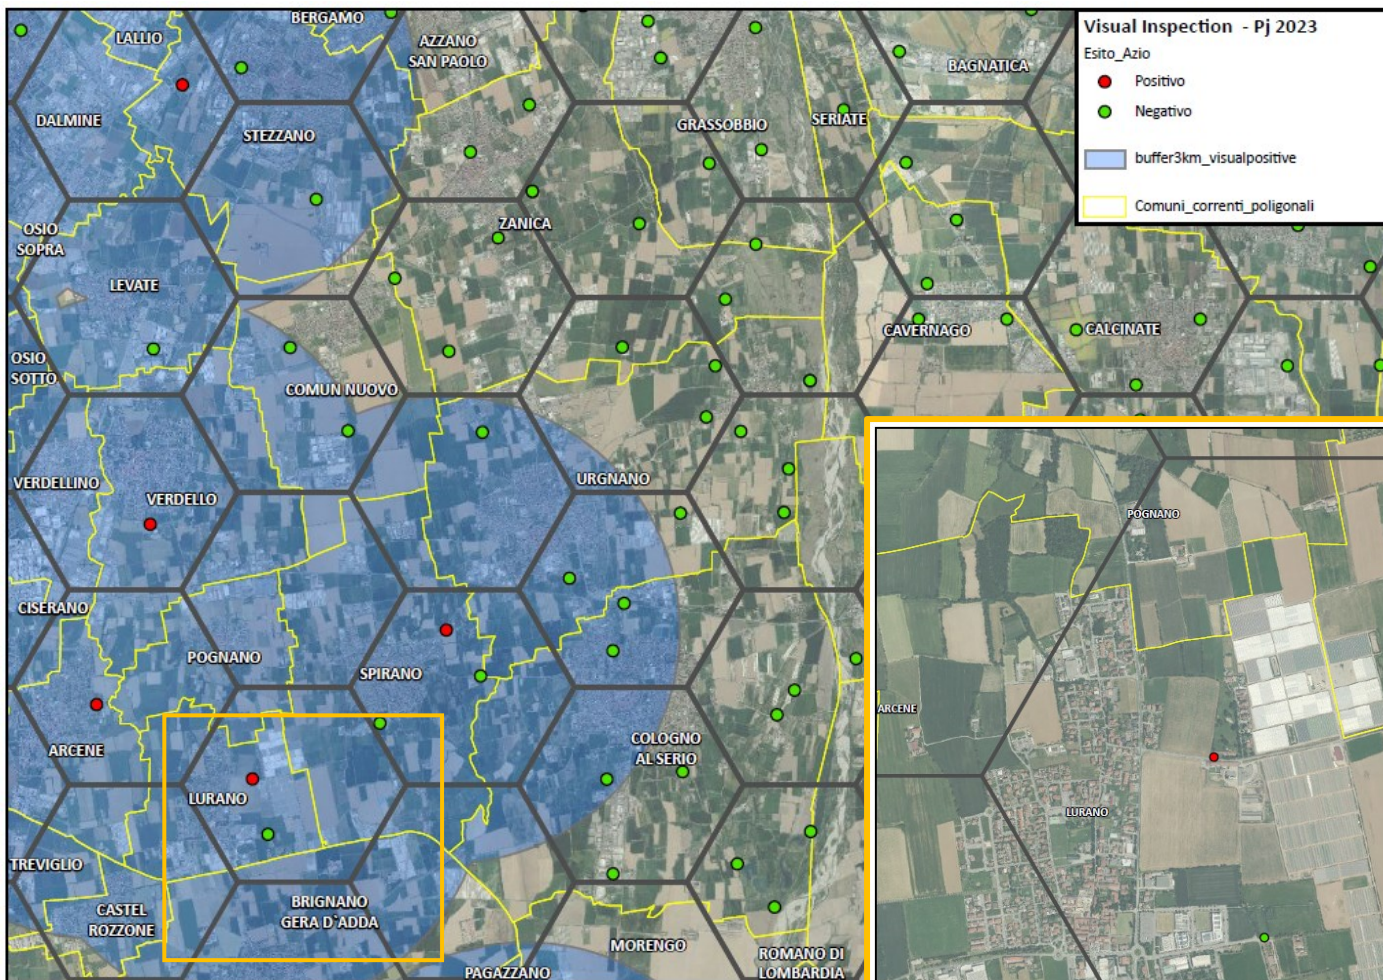 BERGAMO
LALLIO
AZZANO
SAN PAOLO
BAGNATICA
DALMINE
STEZZANO
GRASSOBBIO
SERIATE
Visual Inspection - Pj 2023
Esito_Azio
Positivo
Negativo
buffer3km_visualpositive
Comuni_correnti_poligonali
OSIO
SOPRA
ZANICA
LEVATE
CAVERNAGO
CALCINATE
OSIO
SOTTO
COMUN NUOVO
VERDELLINO
VERDELLO
URGNANO
CISERANO
POGNANO
SPIRANO
ARCENE
COLOGNO
AL SERIO
LURANO
TREVIGLIO
CASTEL
ROZZONE
BRIGNANO
GERA D`ADDA
MORENGO
PAGAZZANO
ROMANO DI
LOMBARDIA
POGNANO
ARCENE
LURANO